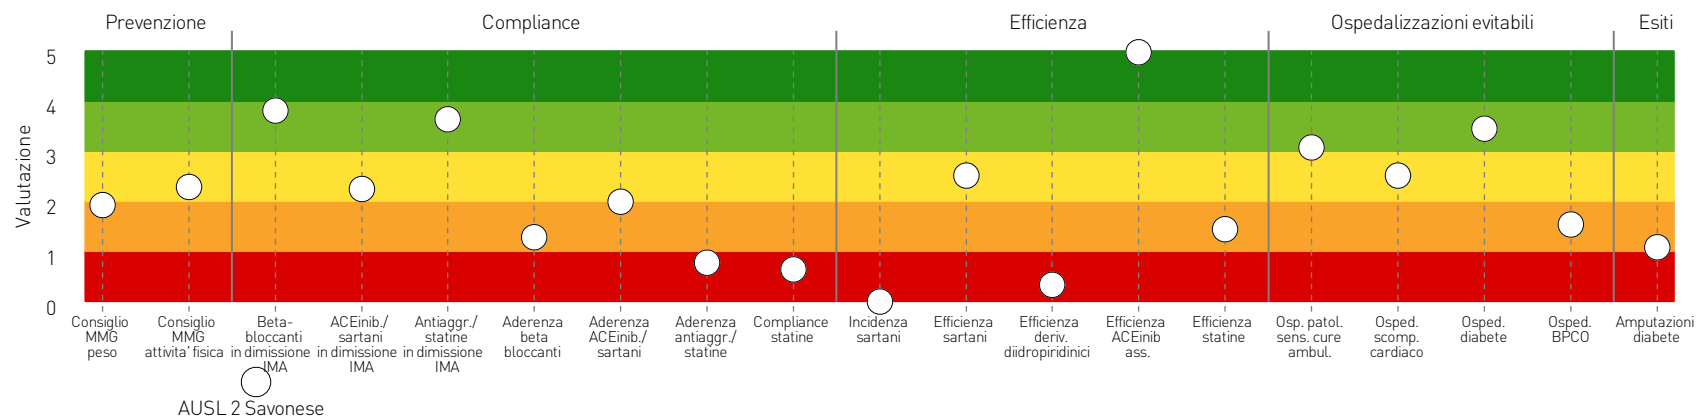 Prevenzione
Compliance
Efficienza
Ospedalizzazioni evitabili
Esiti
Valutazione
5
4
3
2
1
0
Consiglio
MMG
peso
Consiglio
MMG
attivita' fisica
Beta-
bloccanti
in dimissione
IMA
ACEinib./
sartani
in dimissione
IMA
Antiaggr./
statine
in dimissione
IMA
Aderenza
beta
bloccanti
Aderenza
ACEinib./
sartani
Aderenza
antiaggr./
statine
Compliance
statine
Incidenza
sartani
Efficienza
sartani
Efficienza
deriv.
diidropiridinici
Efficienza
ACEinib
ass.
Efficienza
statine
Osp. patol.
sens. cure
ambul.
Osped.
scomp.
cardiaco
Osped.
diabete
Osped.
BPCO
Amputazioni
diabete
AUSL 2 Savonese